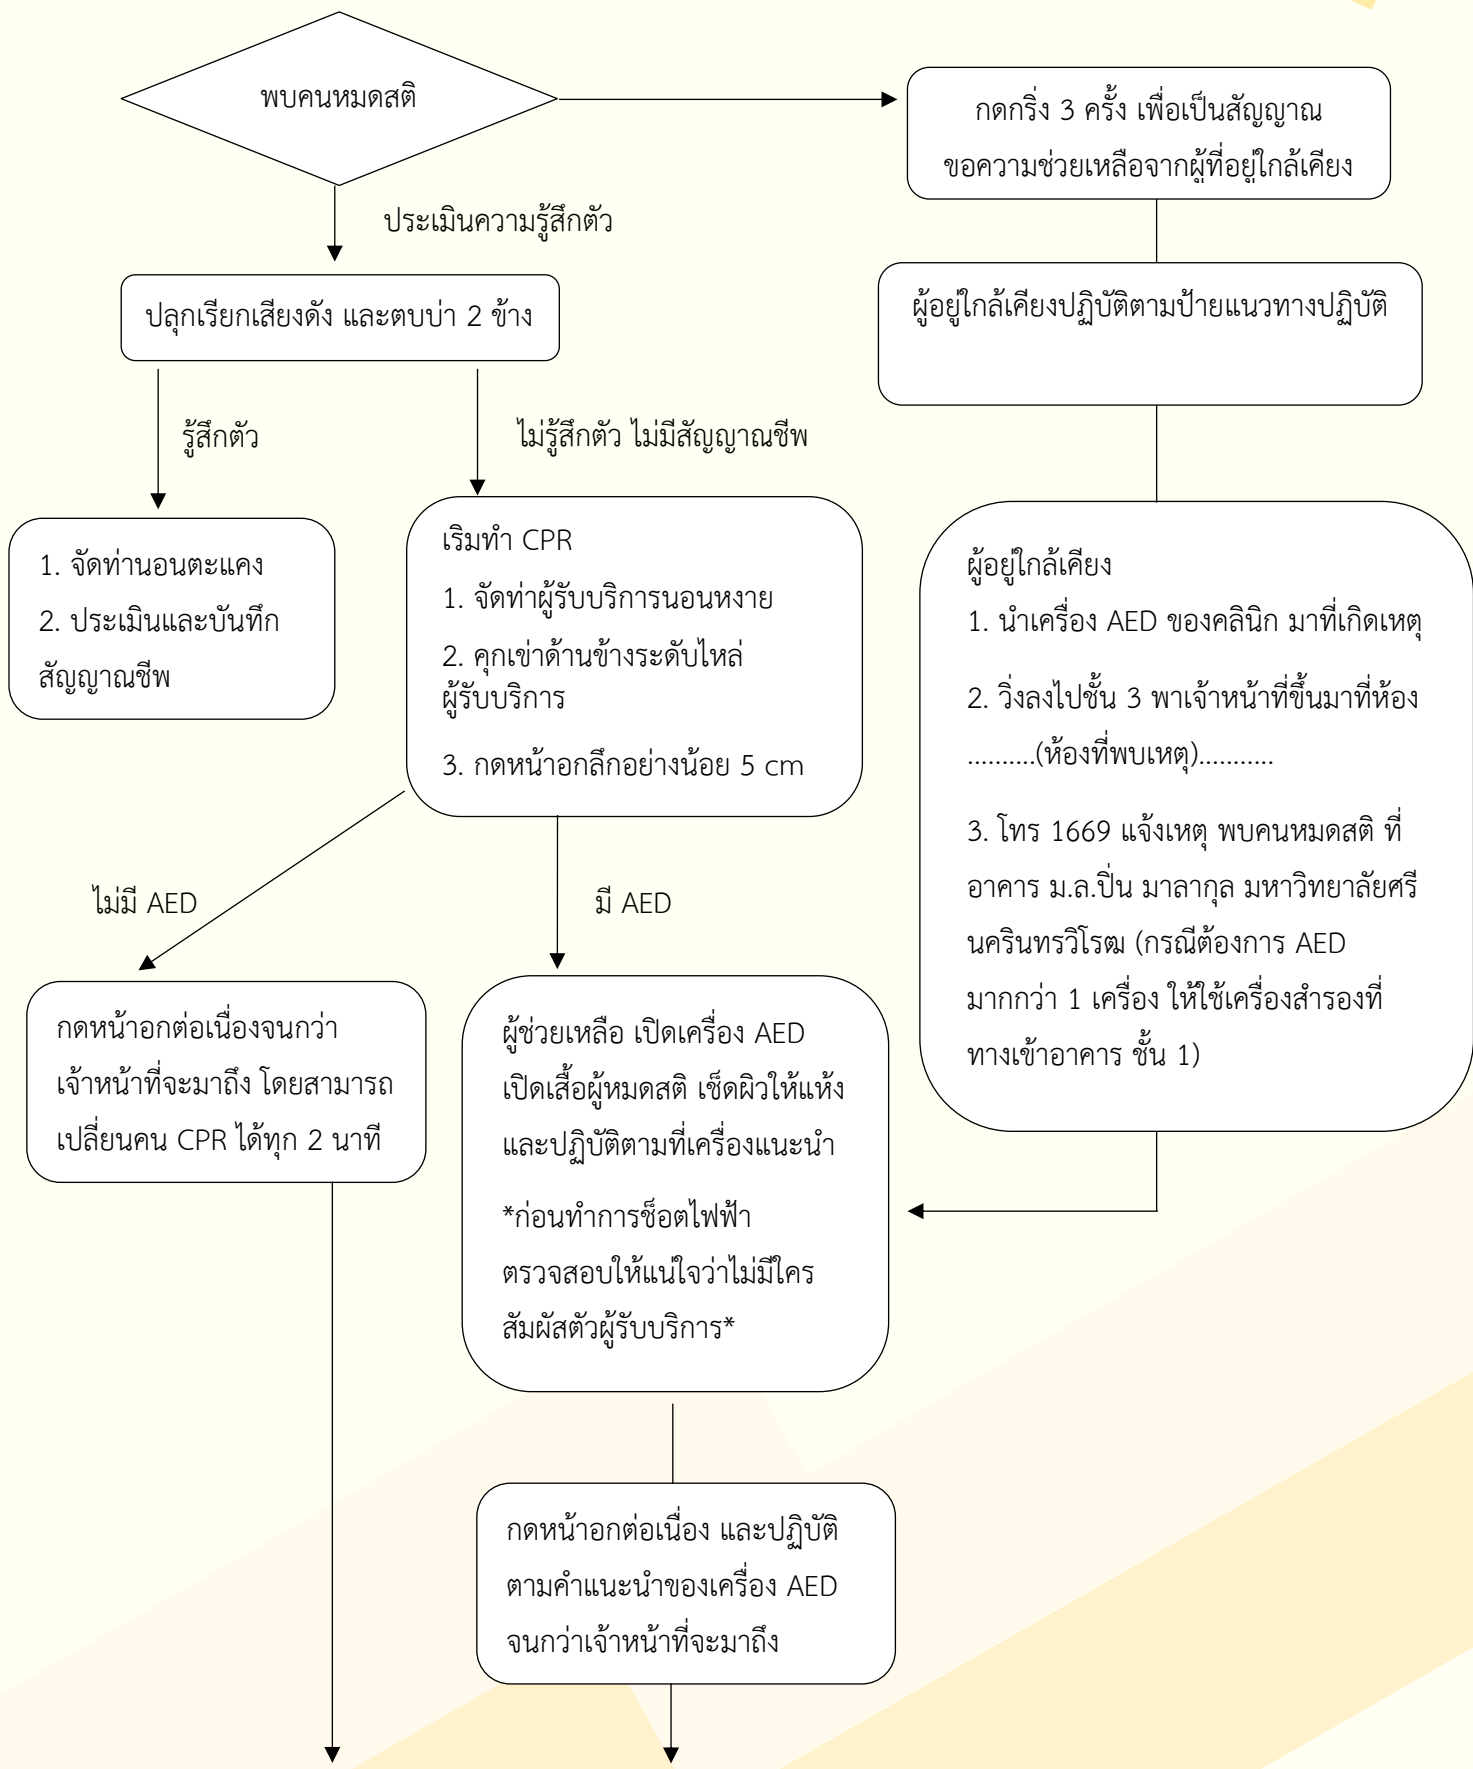 พบคนหมดสติ
กดกริ่ง 3 ครั้ง เพื่อเป็นสัญญาณ
ขอความช่วยเหลือจากผู้ที่อยู่ใกล้เคียง
ประเมินความรู้สึกตัว
ปลุกเรียกเสียงดัง และตบบ่า 2 ข้าง
ผู้อยู่ใกล้เคียงปฏิบัติตามป้ายแนวทางปฏิบัติ
รู้สึกตัว
ไม่รู้สึกตัว ไม่มีสัญญาณชีพ
1. จัดท่านอนตะแคง
2. ประเมินและบันทึก
สัญญาณชีพ
เริ่มทำ CPR
1. จัดท่าผู้รับบริการนอนหงาย
2. คุกเข่าด้านข้างระดับไหล่
ผู้รับบริการ
3. กดหน้าอกลึกอย่างน้อย 5 cm
ผู้อยู่ใกล้เคียง
1. นำเครื่อง AED ของคลินิก มาที่เกิดเหตุ
2. วิ่งลงไปชั้น 3 พาเจ้าหน้าที่ขึ้นมาที่ห้อง
..........(ห้องที่พบเหตุ)...........
3. โทร 1669 แจ้งเหตุ พบคนหมดสติ ที่
อาคาร ม.ล.ปิ่น มาลากุล มหาวิทยาลัยศรี
นครินทรวิโรฒ (กรณีต้องการ AED
มากกว่า 1 เครื่อง ให้ใช้เครื่องสำรองที่
ทางเข้าอาคาร ชั้น 1)
ไม่มี AED
มี AED
กดหน้าอกต่อเนื่องจนกว่า
เจ้าหน้าที่จะมาถึง โดยสามารถ
เปลี่ยนคน CPR ได้ทุก 2 นาที
ผู้ช่วยเหลือ เปิดเครื่อง AED
เปิดเสื้อผู้หมดสติ เช็ดผิวให้แห้ง
และปฏิบัติตามที่เครื่องแนะนำ
*ก่อนทำการช็อตไฟฟ้า
ตรวจสอบให้แน่ใจว่าไม่มีใคร
สัมผัสตัวผู้รับบริการ*
กดหน้าอกต่อเนื่อง และปฏิบัติ
ตามคำแนะนำของเครื่อง AED
จนกว่าเจ้าหน้าที่จะมาถึง